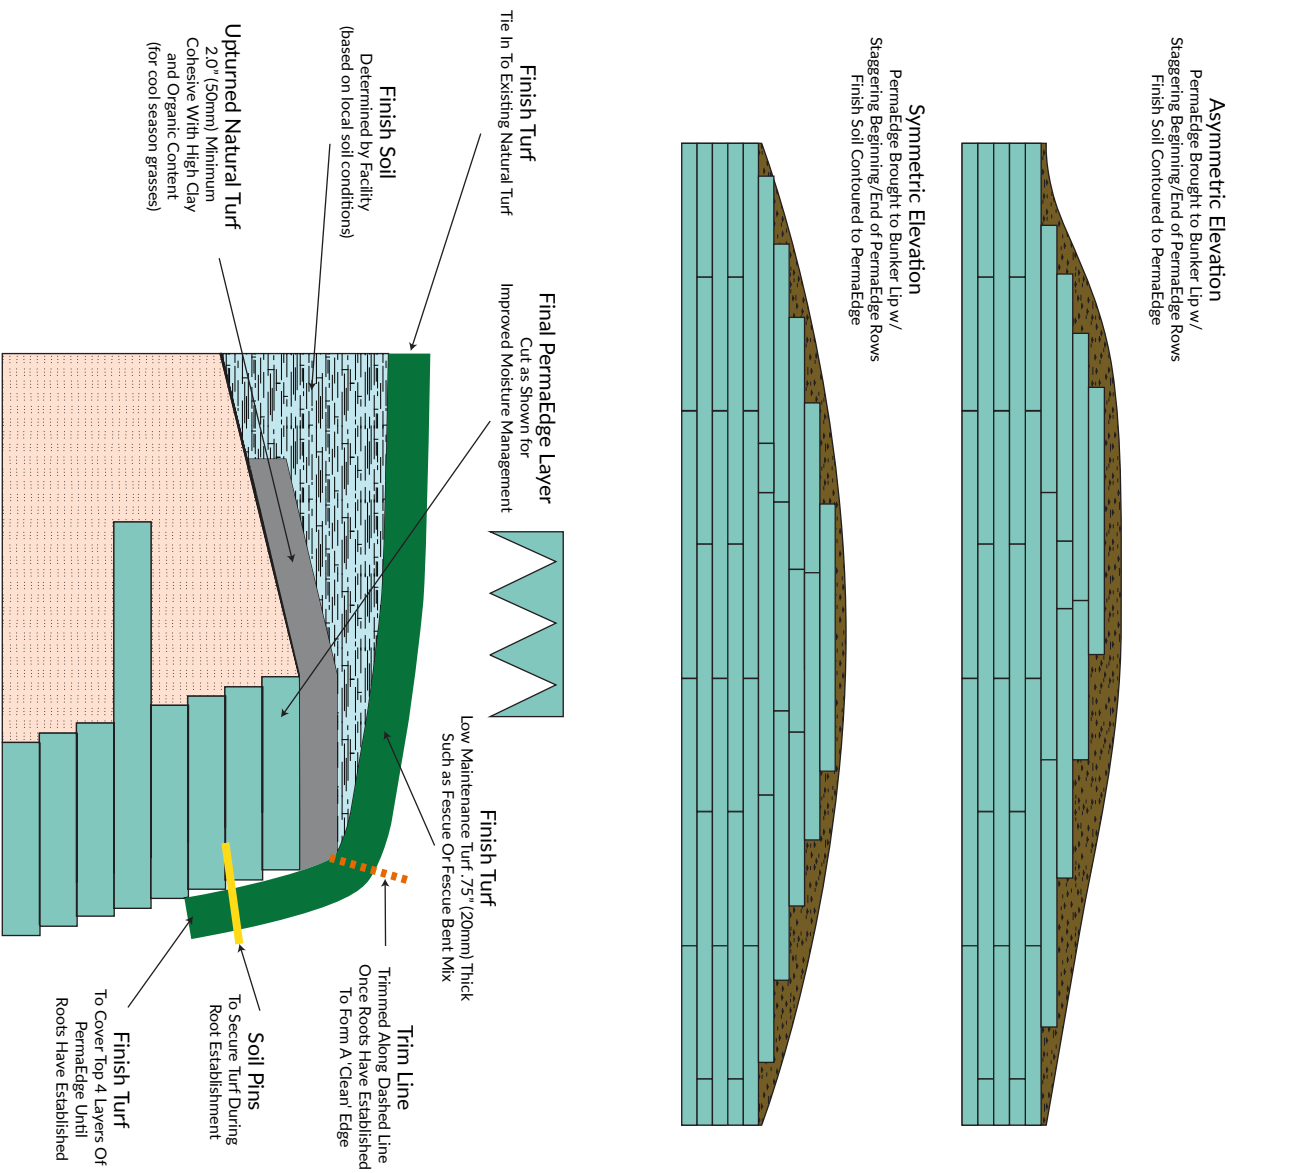 Asymmetric Elevation
PermaEdge Brought to Bunker Lip w/
Staggering Beginning/End of PermaEdge Rows
Finish Soil Contoured to PermaEdge
Symmetric Elevation
PermaEdge Brought to Bunker Lip w/
Staggering Beginning/End of PermaEdge Rows
Finish Soil Contoured to PermaEdge
Finish Turf
Tie In To Existing Natural Turf
Final PermaEdge Layer
Cut as Shown for
Improved Moisture Management
Finish Soil
Determined by Facility
(based on local soil conditions)
Upturned Natural Turf
2.0" (50mm) Minimum
Cohesive With High Clay
and Organic Content
(for cool season grasses)
Finish Turf
Low Maintenance Turf .75" (20mm) Thick
Such as Fescue Or Fescue Bent Mix
Trim Line
Trimmed Along Dashed Line
Once Roots Have Established
To Form A 'Clean' Edge
Soil Pins
To Secure Turf During
Root Establishment
Finish Turf
To Cover Top 4 Layers Of
PermaEdge Until
Roots Have Established